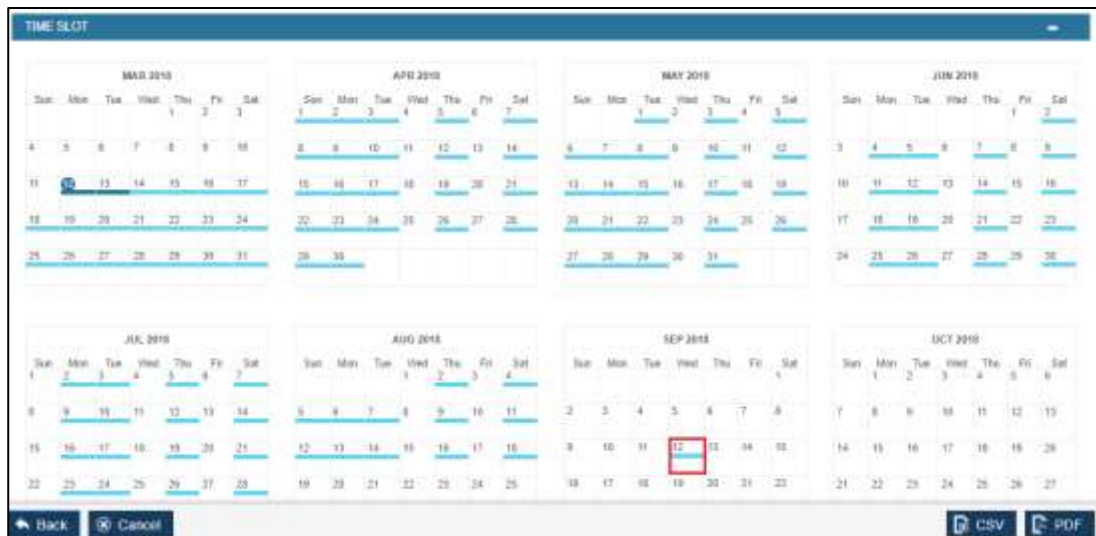 TIME SLOT
MAR 2018 APR 2018 MAY 2018 JUN 2018
Sun Mon Tue Wed Thu Fri Sat Sun Mon Tue Wed Thu Fri Sat Sun Mon Tue Wed Thu Fri Sat Sun Mon Tue Wed Thu Fri Sat
1 2 3 1 2 3 4 5 6 7 1 2 3 4 5 1 2
4 5 6 7 8 9 10 8 9 10 11 12 13 14 6 7 8 9 10 11 12 3 4 5 6 7 8 9
11 12 13 14 15 16 17 15 16 17 18 19 20 21 13 14 15 16 17 18 19 10 11 12 13 14 15 16
18 19 20 21 22 23 24 22 23 24 25 26 27 28 20 21 22 23 24 25 26 17 18 19 20 21 22 23
25 26 27 28 29 30 31 29 30 27 28 29 30 31 24 25 26 27 28 29 30
JUL 2018 AUG 2018 SEP 2018 OCT 2018
Sun Mon Tue Wed Thu Fri Sat Sun Mon Tue Wed Thu Fri Sat Sun Mon Tue Wed Thu Fri Sat Sun Mon Tue Wed Thu Fri Sat
1 2 3 4 5 6 7 1 2 3 4 1 1 2 3 4 5 6
8 9 10 11 12 13 14 5 6 7 8 9 10 11 2 3 4 5 6 7 8 7 8 9 10 11 12 13
15 16 17 18 19 20 21 12 13 14 15 16 17 18 9 10 11 12 13 14 15 14 15 16 17 18 19 20
22 23 24 25 26 27 28 19 20 21 22 23 24 25 16 17 18 19 20 21 22 21 22 23 24 25 26 27
Back Cancel CSV PDF